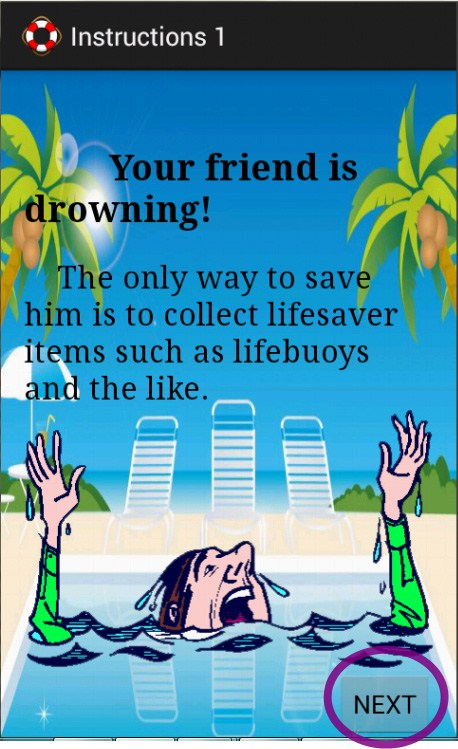 Instructions 1
Your friend is
drowning!
The only way to save
him is to collect lifesaver
items such as lifebuoys
and the like.
NEXT